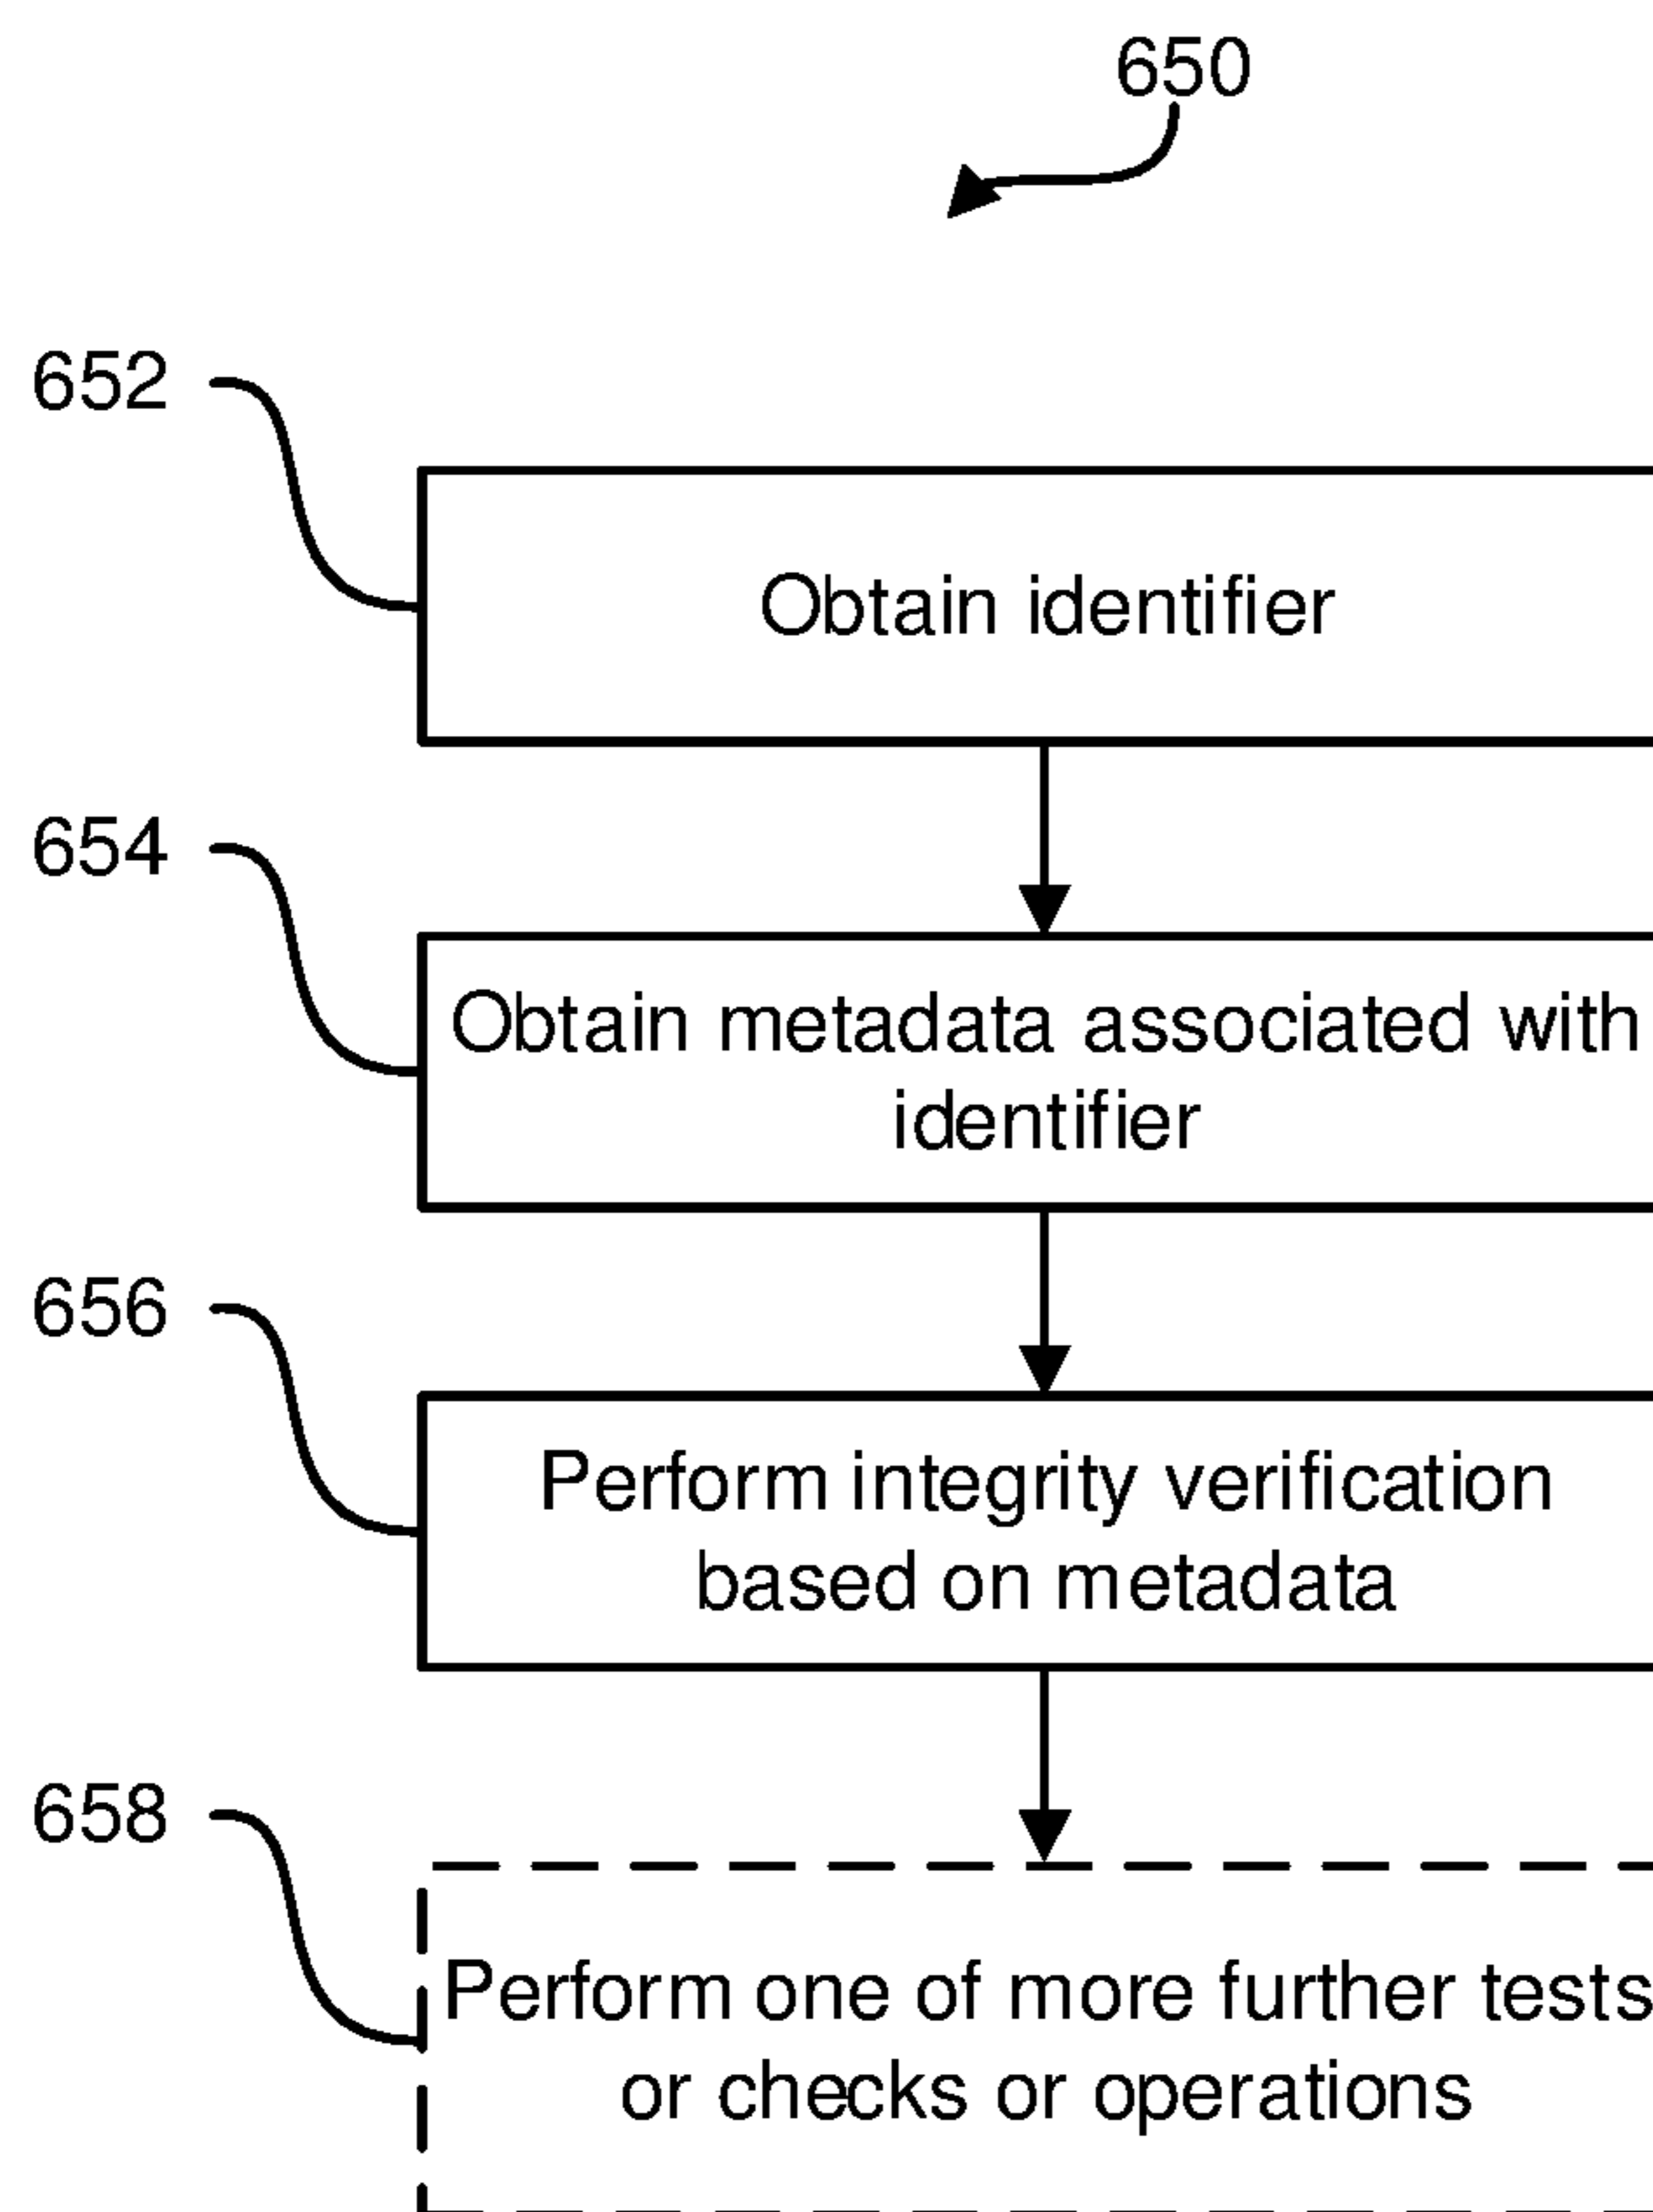 650
652
Obtain identifier
654
Obtain metadata associated with
identifier
656
Perform integrity verification
based on metadata
658
Perform one of more further tests
or checks or operations